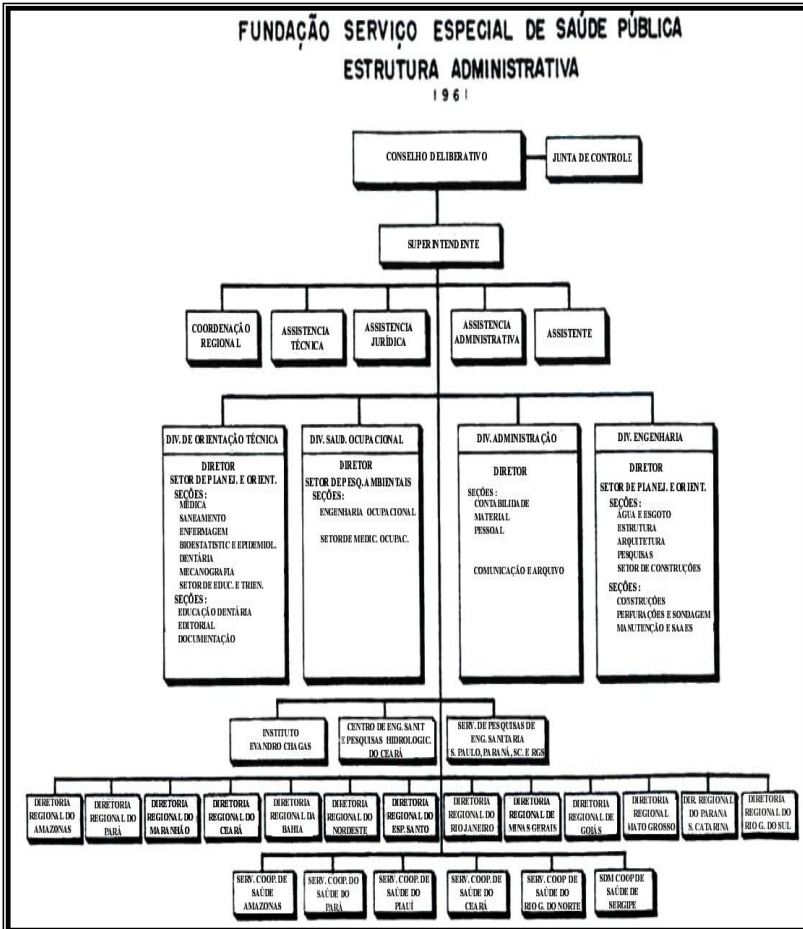 FUNDAÇÃO SERVIÇO ESPECIAL DE SAÚDE PÚBLICA
ESTRUTURA ADMINISTRATIVA
1961
CONSELHO DELIBERATIVO
JUNTA DE CONTROLE
SUPERINTENDENTE
COORDENAÇÃO
REGIONAL
ASSISTENCIA
TÉCNICA
ASSISTENCIA
JURÍDICA
ASSISTENCIA
ADMINISTRATIVA
ASSISTENTE
DIV. DE ORIENTAÇÃO TÉCNICA
DIRETOR
SETOR DE PLANEJ. E ORIENT.
SEÇÕES :
MÉDICA
SANEAMENTO
ENFERMAGEM
BIOESTATISTIC E EPIDEMIOL.
DENTÁRIA
MECANOGRAFIA
SETOR DE EDUC. E TRIEN.
SEÇÕES :
EDUCAÇÃO DENTÁRIA
EDITORIAL
DOCUMENTAÇÃO
DIV. SAUD. OCUPACIONAL
DIRETOR
SETOR DE PESQ. AMBIENTAIS
SEÇÕES :
ENGENHARIA OCUPACIONAL
SETOR DE MEDIC. OCUPAC.
DIV. ADMINISTRAÇÃO
DIRETOR
SEÇÕES :
CONTABILIDADE
MATERIAL
PESSOAL
COMUNICAÇÃO E ARQUIVO
DIV. ENGENHARIA
DIRETOR
SETOR DE PLANEJ. E ORIENT.
SEÇÕES :
ÁGUA E ESGOTO
ESTRUTURA
ARQUITETURA
PESQUISAS
SETOR DE CONSTRUÇÕES
SEÇÕES :
CONSTRUÇÕES
PERFURAÇÕES E SONDAGEM
MANUTENÇÃO E SAAES
INSTITUTO
EVANDRO CHAGAS
CENTRO DE ENG. SANIT
E PESQUISAS HIDROLOGIC.
DO CEARÁ
SERV. DE PESQUISAS DE
ENG. SANITARIA
S. PAULO, PARANÁ, SC. E RGS
DIRETORIA
REGIONAL DO
AMAZONAS
DIRETORIA
REGIONAL DO
PARÁ
DIRETORIA
REGIONAL DO
MARANHÃO
DIRETORIA
REGIONAL DO
CEARÁ
DIRETORIA
REGIONAL DA
BAHIA
DIRETORIA
REGIONAL DO
NORDESTE
DIRETORIA
REGIONAL DO
ESP. SANTO
DIRETORIA
REGIONAL DO
RIO JANEIRO
DIRETORIA
REGIONAL DE
MINAS GERAIS
DIRETORIA
REGIONAL DE
GOIÁS
DIRETORIA
REGIONAL
MATO GROSSO
DIR. REGIONAL
DO PARANA
S. CATARINA
DIRETORIA
REGIONAL DO
RIO G. DO SUL
SERV. COOP. DE
SAÚDE
AMAZONAS
SERV. COOP. DO
SAÚDE DO
PARÁ
SERV. COOP. DE
SAÚDE DO
PIAUÍ
SERV. COOP. DE
SAÚDE DO
CEARÁ
SERV. COOP DE
SAÚDE DO
RIO G. DO NORTE
SDM COOP DE
SAÚDE DE
SERGIPE